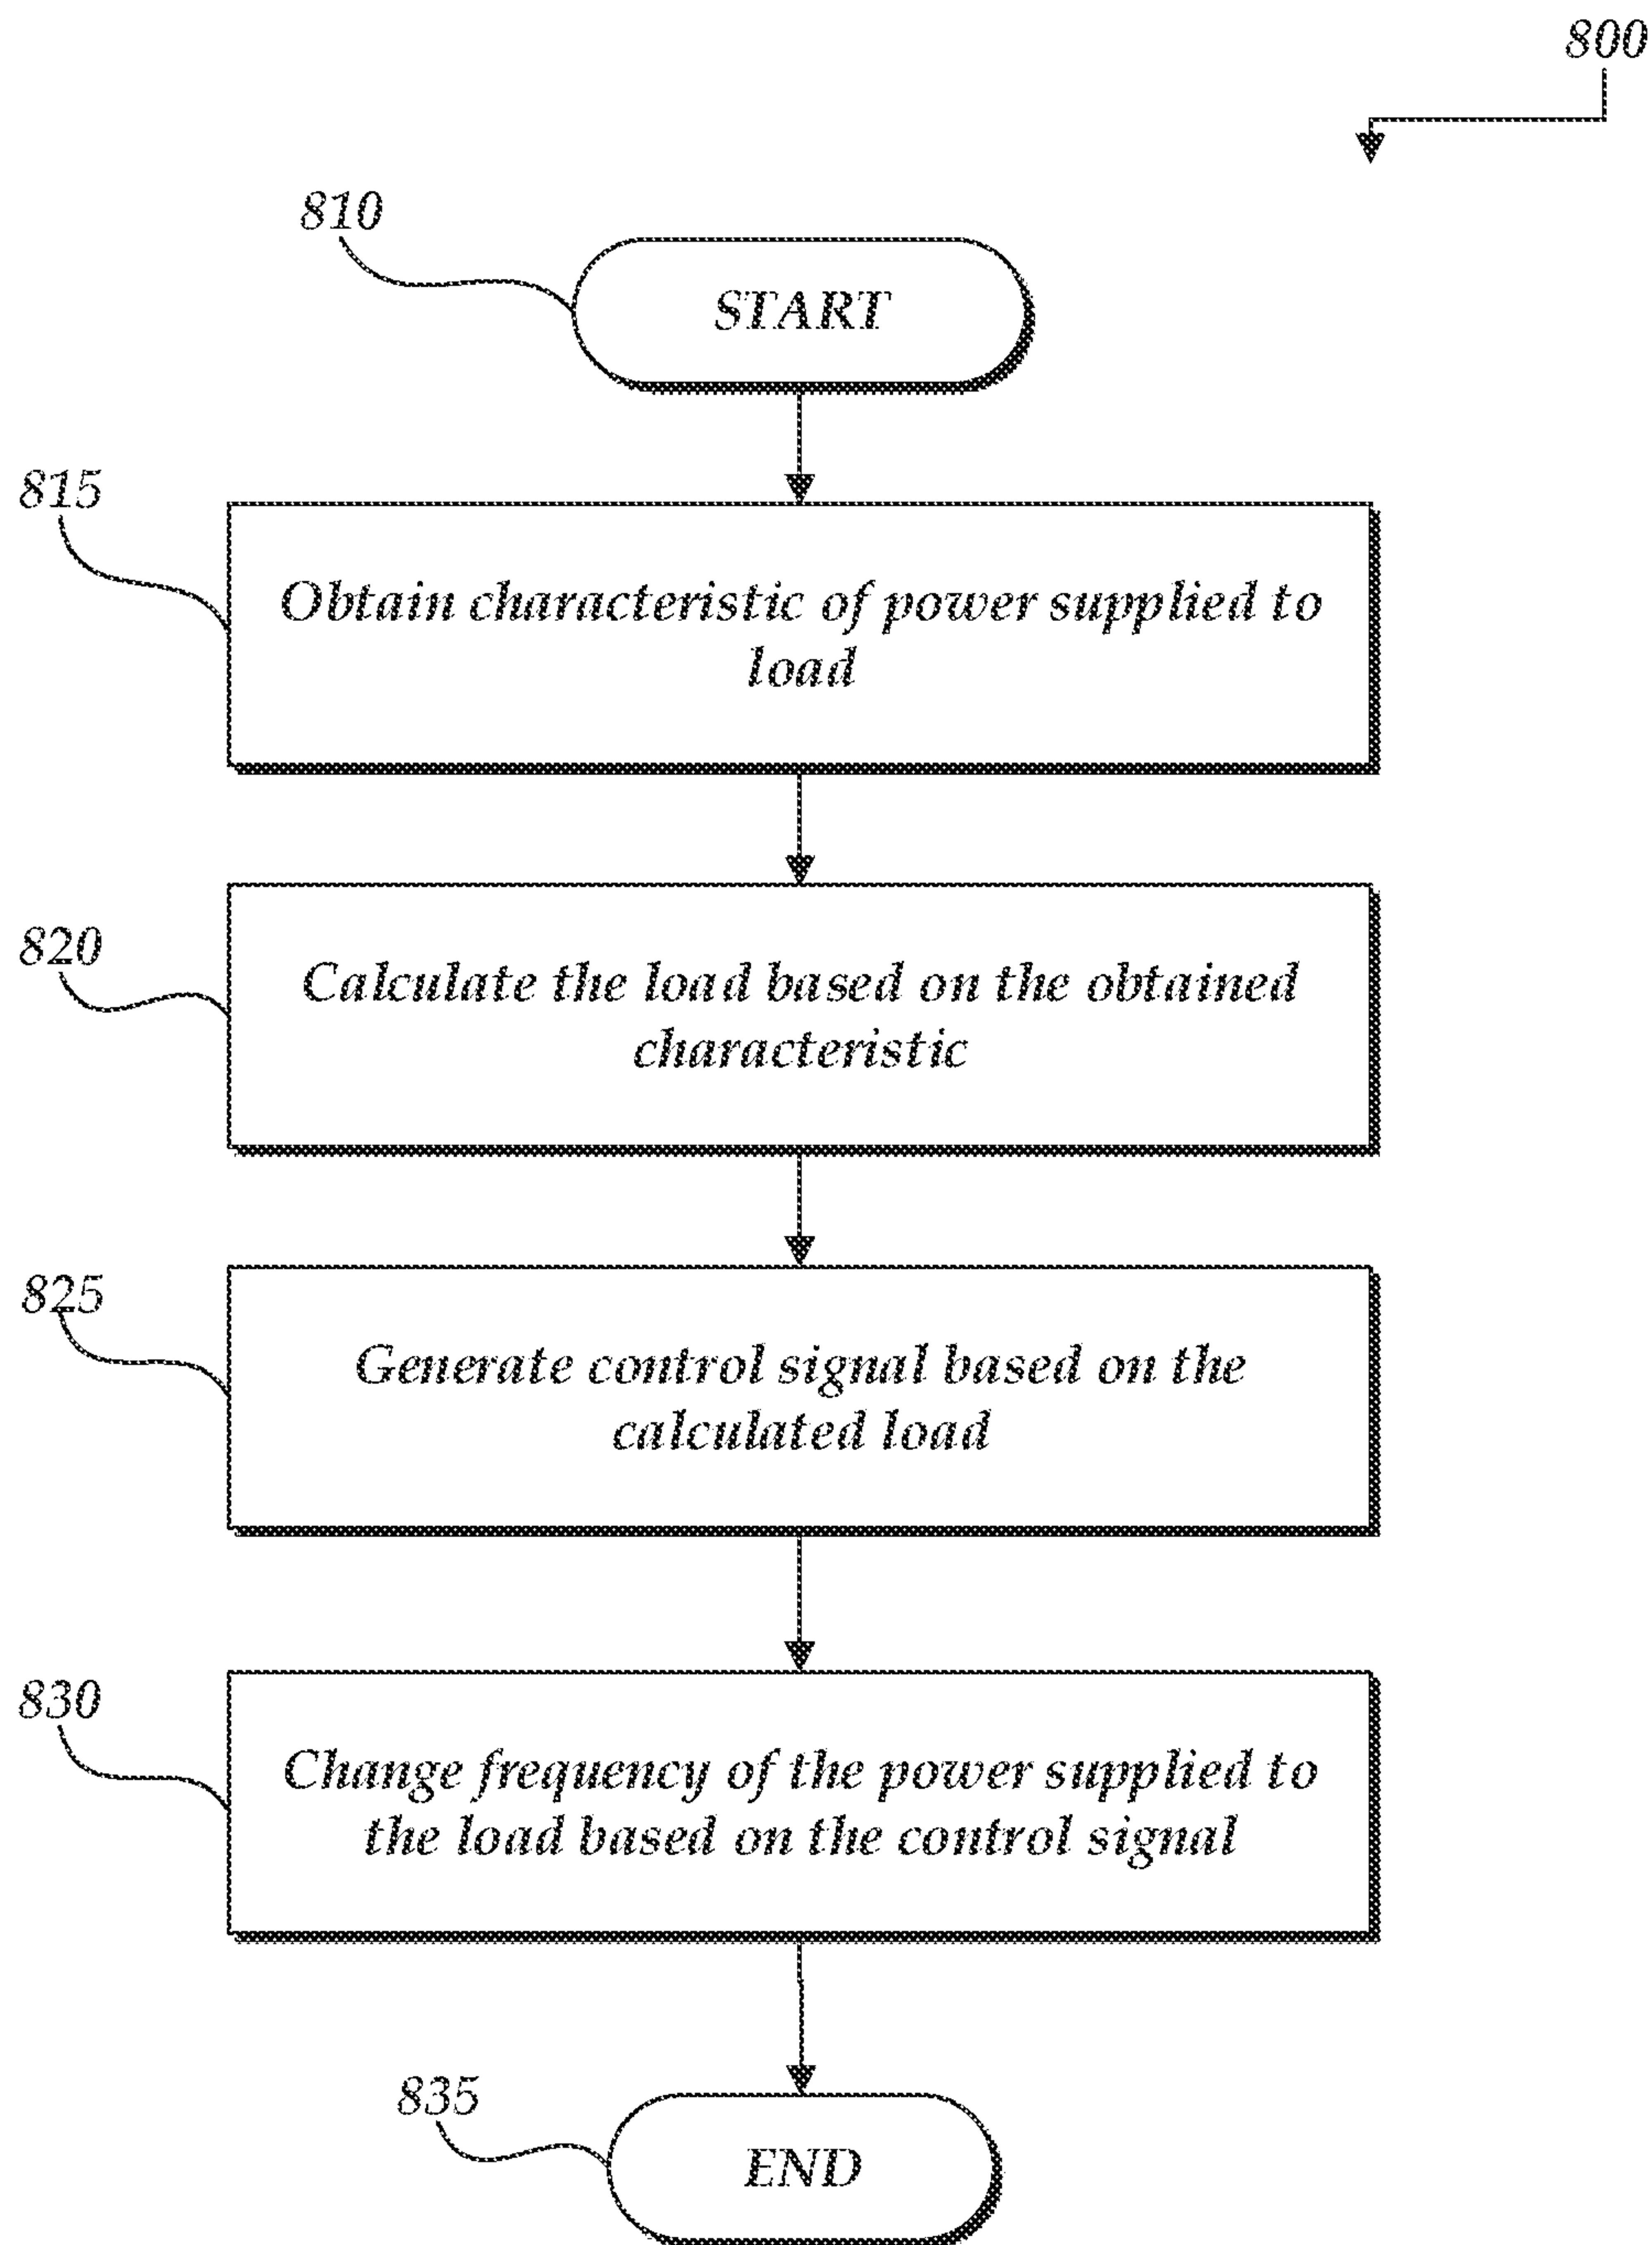 800
810
START
815
Obtain characteristic of power supplied to
load
820
Calculate the load based on the obtained
characteristic
825
Generate control signal based on the
calculated load
830
Change frequency of the power supplied to
the load based on the control signal
835
END